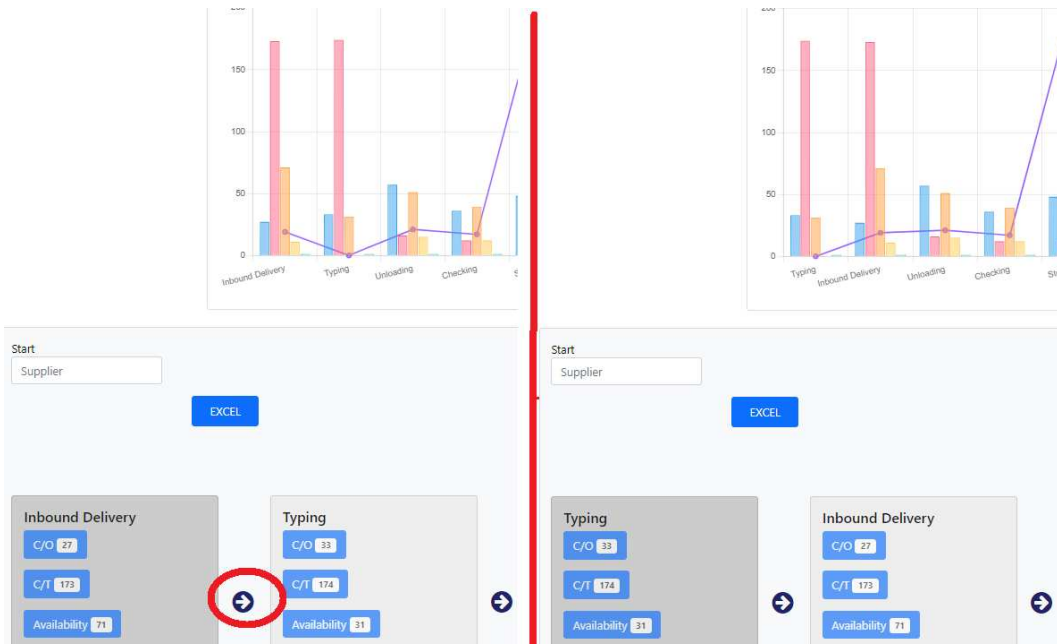 200
150
100
50
0
Inbound Delivery
Typing
Unloading
Checking
S
Start
Supplier
EXCEL
Inbound Delivery
C/O 27
C/T 173
Availability 71
Typing
C/O 33
C/T 174
Availability 31
200
150
100
50
0
Typing
Inbound Delivery
Unloading
Checking
St
Start
Supplier
EXCEL
Typing
C/O 33
C/T 174
Availability 31
Inbound Delivery
C/O 27
C/T 173
Availability 71